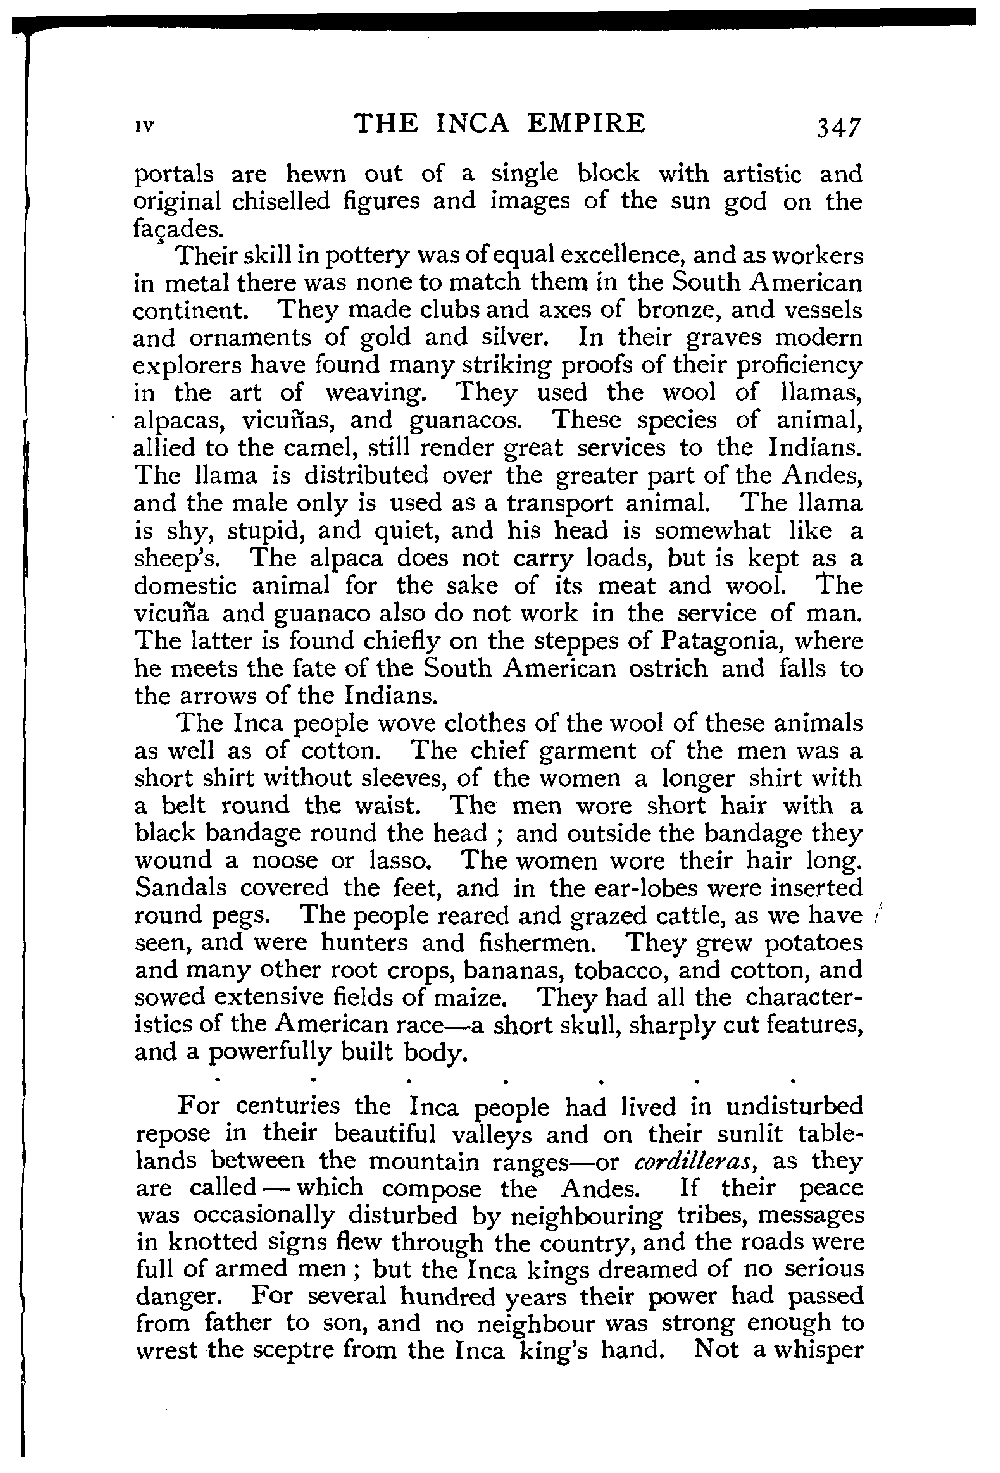 IV THE INCA EMPIRE 347
portals are hewn out of a single block with artistic and
original chiselled figures and images of the sun god on the
façades.
Their skill in pottery was of equal excellence, and as workers
in metal there was none to match them in the South American
continent. They made clubs and axes of bronze, and vessels
and ornaments of gold and silver. In their graves modern
explorers have found many striking proofs of their proficiency
in the art of weaving. They used the wool of llamas,
alpacas, vicuñas, and guanacos. These species of animal,
allied to the camel, still render great services to the Indians.
The llama is distributed over the greater part of the Andes,
and the male only is used as a transport animal. The llama
is shy, stupid, and quiet, and his head is somewhat like a
sheep's. The alpaca does not carry loads, but is kept as a
domestic animal for the sake of its meat and wool. The
vicuña and guanaco also do not work in the service of man.
The latter is found chiefly on the steppes of Patagonia, where
he meets the fate of the South American ostrich and falls to
the arrows of the Indians.
The Inca people wove clothes of the wool of these animals
as well as of cotton. The chief garment of the men was a
short shirt without sleeves, of the women a longer shirt with
a belt round the waist. The men wore short hair with a
black bandage round the head ; and outside the bandage they
wound a noose or lasso. The women wore their hair long.
Sandals covered the feet, and in the ear-lobes were inserted
round pegs. The people reared and grazed cattle, as we have
seen, and were hunters and fishermen. They grew potatoes
and many other root crops, bananas, tobacco, and cotton, and
sowed extensive fields of maize. They had all the character-
istics of the American race—a short skull, sharply cut features,
and a powerfully built body.
. . . . . . .
For centuries the Inca people had lived in undisturbed
repose in their beautiful valleys and on their sunlit table-
lands between the mountain ranges—or cordilleras, as they
are called — which compose the Andes. If their peace
was occasionally disturbed by neighbouring tribes, messages
in knotted signs flew through the country, and the roads were
full of armed men ; but the Inca kings dreamed of no serious
danger. For several hundred years their power had passed
from father to son, and no neighbour was strong enough to
wrest the sceptre from the Inca king's hand. Not a whisper